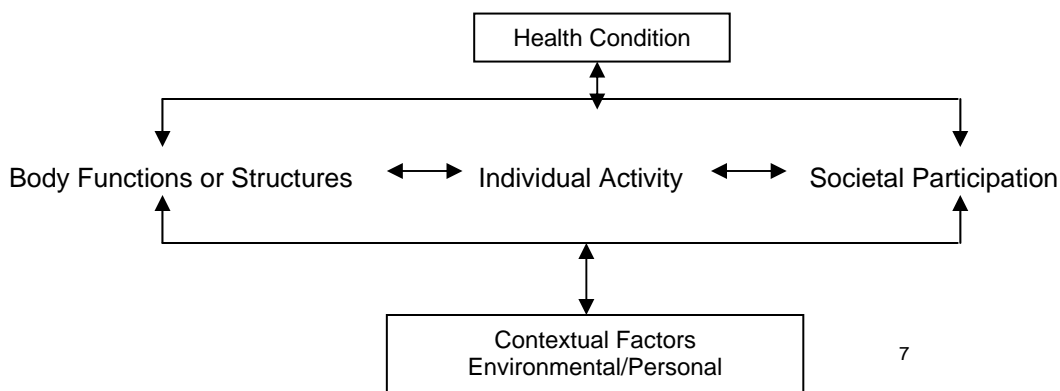 Health Condition
Body Functions or Structures
Individual Activity
Societal Participation
Contextual Factors
Environmental/Personal
7